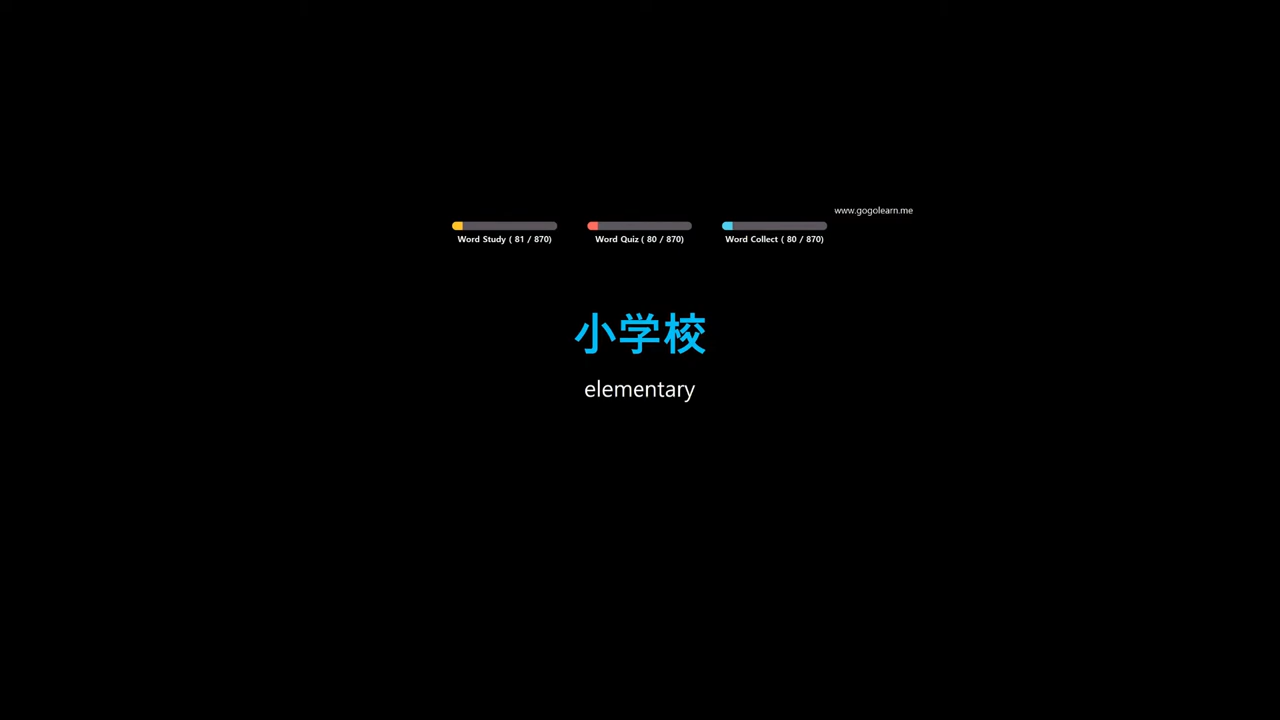 www.gogolearn.me
Word Study ( 81 / 870)
Word Quiz ( 80 / 870)
Word Collect ( 80 / 870)
小学校
elementary